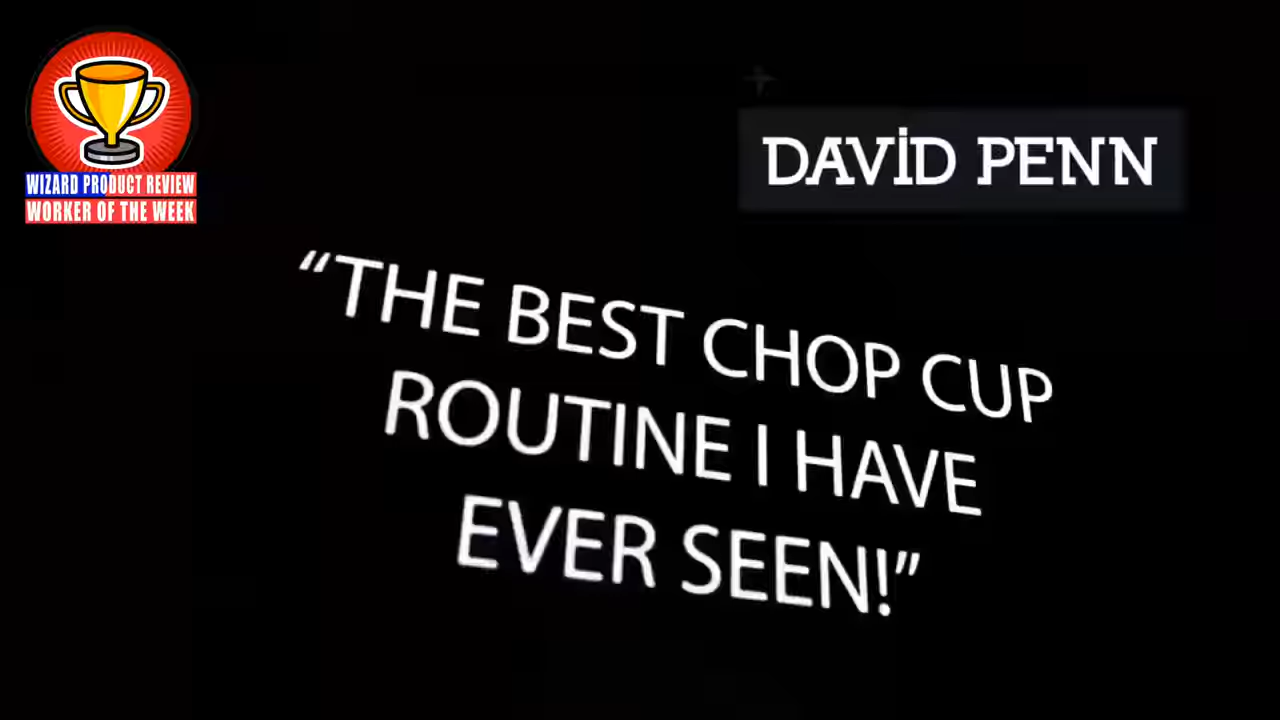 WIZARD PRODUCT REVIEW
WORKER OF THE WEEK
DAVID PENN
“THE BEST CHOP CUP
ROUTINE I HAVE
EVER SEEN!”